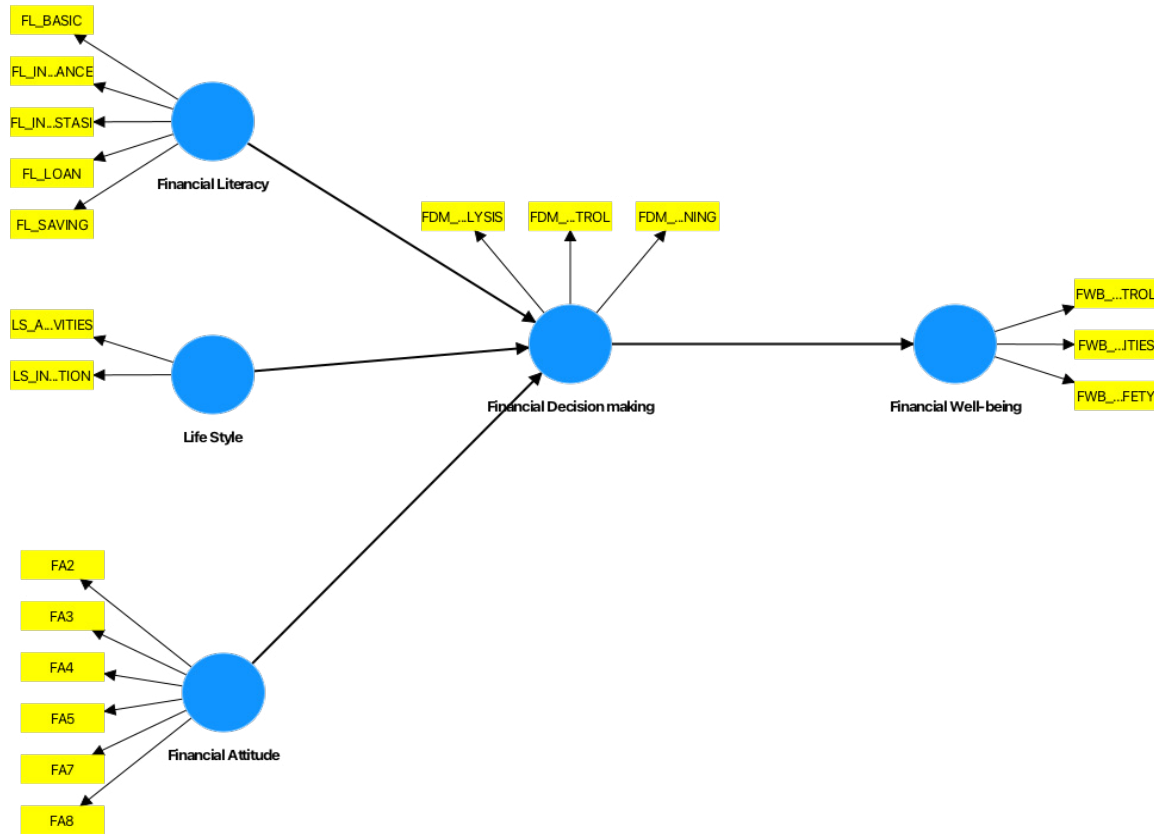 FL_BASIC
FL_IN...ANCE
FL_IN...STASI
FL_LOAN
FL_SAVING
Financial Literacy
FDM_...LYSIS
FDM_...TROL
FDM_...NING
LS_A...VITIES
LS_IN...TION
Life Style
Financial Decision making
FWB_...TROL
FWB_...ITIES
FWB_...FETY
Financial Well-being
FA2
FA3
FA4
FA5
FA7
FA8
Financial Attitude